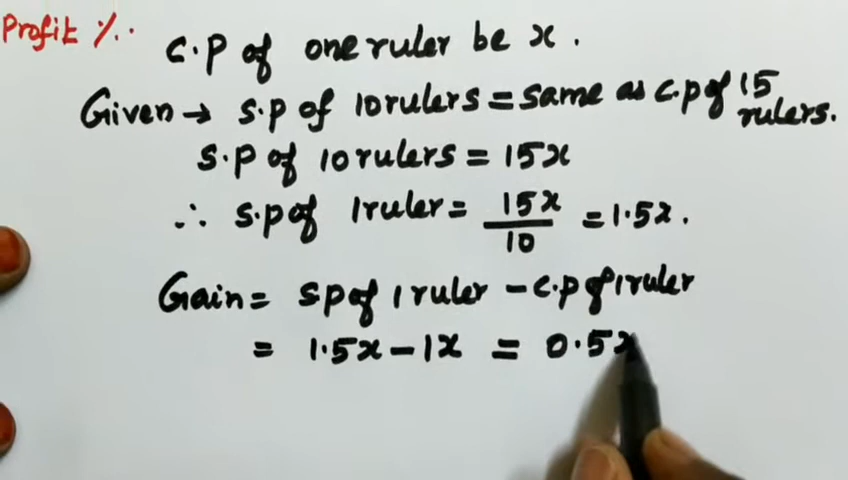 Profit %.
C.P of one ruler be x.
Given → S.P of 10 rulers = same as C.P of 15 rulers.
S.P of 10 rulers = 15x
∴ S.P of 1 ruler = 15x/10 = 1.5x.
Gain = S.P of 1 ruler - C.P of 1 ruler
= 1.5x - 1x = 0.5x